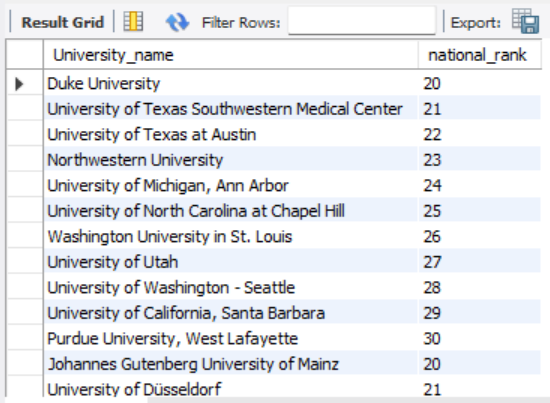 Result Grid Filter Rows: Export:
University_name national_rank
Duke University 20
University of Texas Southwestern Medical Center 21
University of Texas at Austin 22
Northwestern University 23
University of Michigan, Ann Arbor 24
University of North Carolina at Chapel Hill 25
Washington University in St. Louis 26
University of Utah 27
University of Washington - Seattle 28
University of California, Santa Barbara 29
Purdue University, West Lafayette 30
Johannes Gutenberg University of Mainz 20
University of Düsseldorf 21